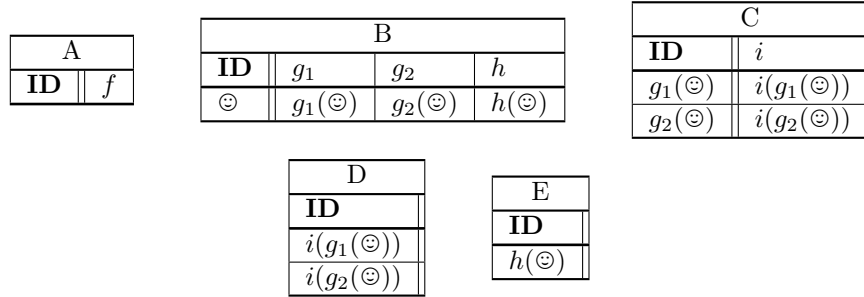 A
ID f
B
ID g₁ g₂ h
☺ g₁(☺) g₂(☺) h(☺)
C
ID i
g₁(☺) i(g₁(☺))
g₂(☺) i(g₂(☺))
D
ID
i(g₁(☺))
i(g₂(☺))
E
ID
h(☺)